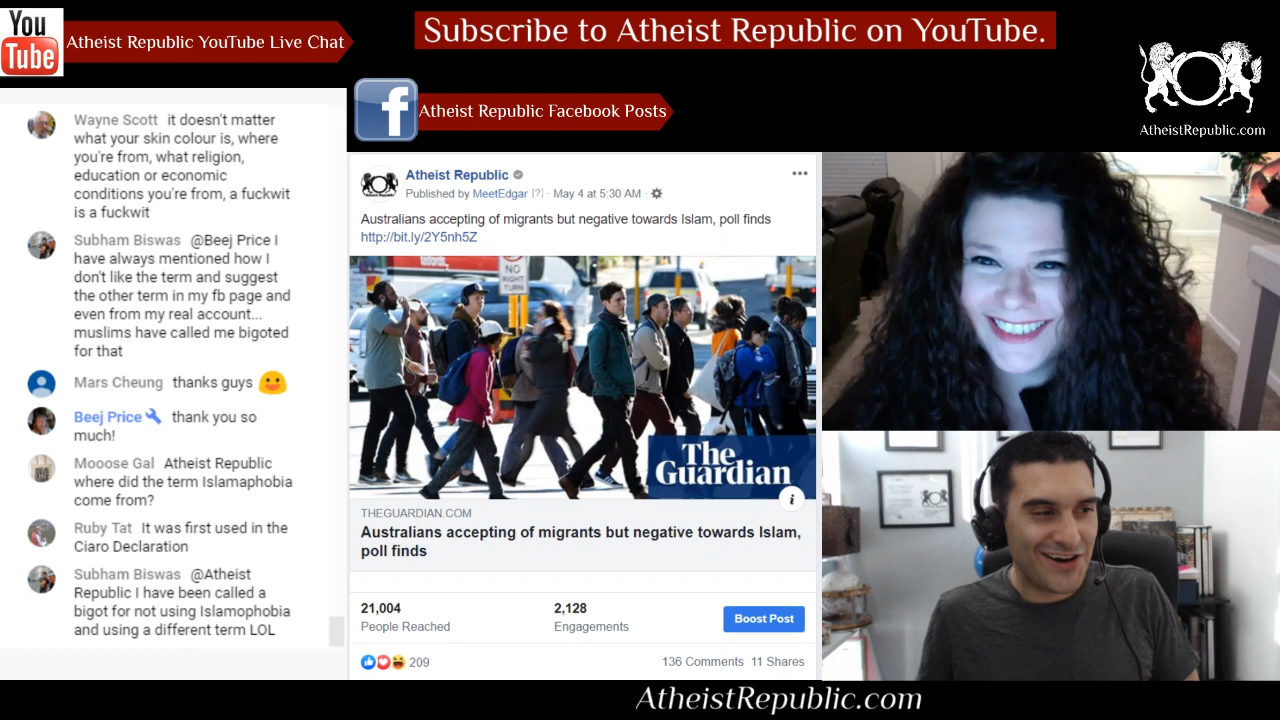 You
Tube
Atheist Republic YouTube Live Chat
Subscribe to Atheist Republic on YouTube.
AtheistRepublic.com
f
Atheist Republic Facebook Posts
Wayne Scott it doesn't matter
what your skin colour is, where
you're from, what religion,
education or economic
conditions you're from, a fuckwit
is a fuckwit
Subham Biswas @Beej Price I
have always mentioned how I
don't like the term and suggest
the other term in my fb page and
even from my real account...
muslims have called me bigoted
for that
Mars Cheung thanks guys
Beej Price thank you so
much!
Mooose Gal Atheist Republic
where did the term Islamaphobia
come from?
Ruby Tat It was first used in the
Ciaro Declaration
Subham Biswas @Atheist
Republic I have been called a
bigot for not using Islamophobia
and using a different term LOL
Atheist Republic
Published by MeetEdgar [?] · May 4 at 5:30 AM ·
Australians accepting of migrants but negative towards Islam, poll finds
http://bit.ly/2Y5nh5Z
NO
RIGHT
TURN
The
Guardian
i
THEGUARDIAN.COM
Australians accepting of migrants but negative towards Islam,
poll finds
21,004
People Reached
2,128
Engagements
Boost Post
209
136 Comments 11 Shares
AtheistRepublic.com